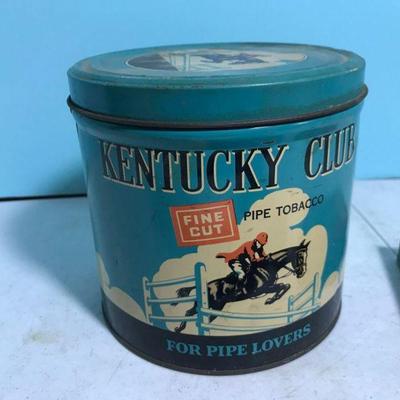 KENTUCKY CLUB
FINE
CUT
PIPE TOBACCO
FOR PIPE LOVERS